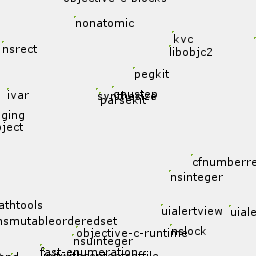 objective-c-blocks
nonatomic
kvc
nsrect
libobjc2
pegkit
ivar
synthesize
gnustep
parsekit
ging
ject
cfnumberre
nsinteger
athtools
uialertview
uiale
nsmutableorderedset
objective-c-runtime
nslock
nsuinteger
fast-enumeration